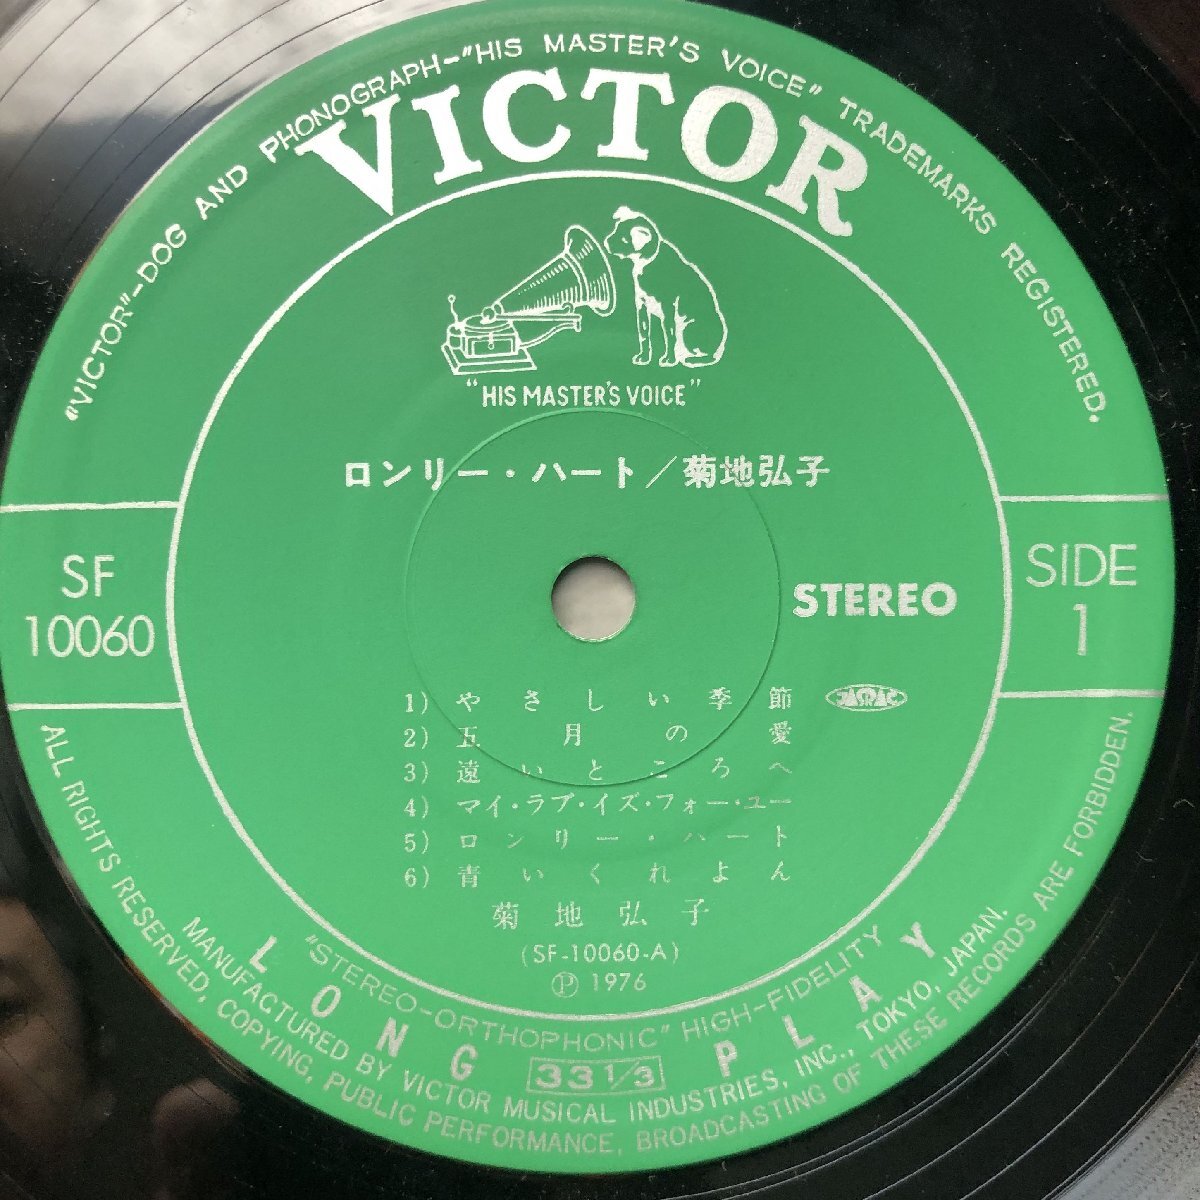 "VICTOR"-DOG AND PHONOGRAPH-"HIS MASTER'S VOICE" TRADEMARKS REGISTERED.
VICTOR
"HIS MASTER'S VOICE"
ロンリー・ハート/菊地弘子
SF
10060
STEREO
SIDE
1
1) やさしい季節
JASRAC
2) 五月の愛
3) 遠いところへ
4) マイ・ラブ・イズ・フォー・ユー
5) ロンリー・ハート
6) 青いくれよん
菊地弘子
(SF-10060-A)
Ⓟ 1976
"STEREO-ORTHOPHONIC" HIGH-FIDELITY
LONG PLAY
33 1/3
MANUFACTURED BY VICTOR MUSICAL INDUSTRIES, INC., TOKYO, JAPAN.
ALL RIGHTS RESERVED, COPYING, PUBLIC PERFORMANCE, BROADCASTING OF THESE RECORDS ARE FORBIDDEN.